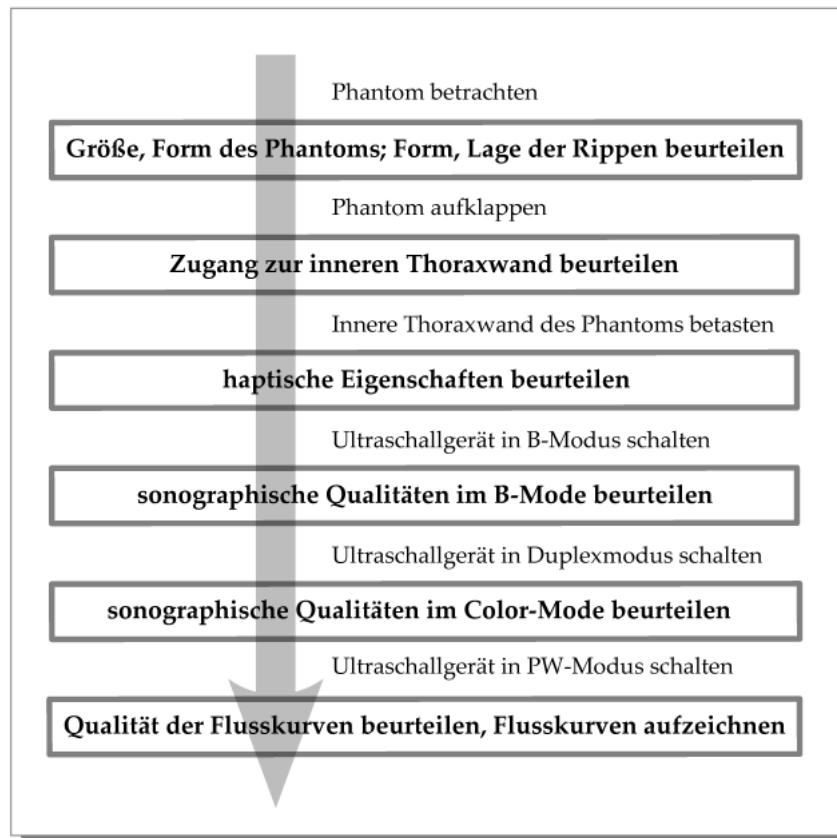 Phantom betrachten
Größe, Form des Phantoms; Form, Lage der Rippen beurteilen
Phantom aufklappen
Zugang zur inneren Thoraxwand beurteilen
Innere Thoraxwand des Phantoms betasten
haptische Eigenschaften beurteilen
Ultraschallgerät in B-Modus schalten
sonographische Qualitäten im B-Mode beurteilen
Ultraschallgerät in Duplexmodus schalten
sonographische Qualitäten im Color-Mode beurteilen
Ultraschallgerät in PW-Modus schalten
Qualität der Flusskurven beurteilen, Flusskurven aufzeichnen